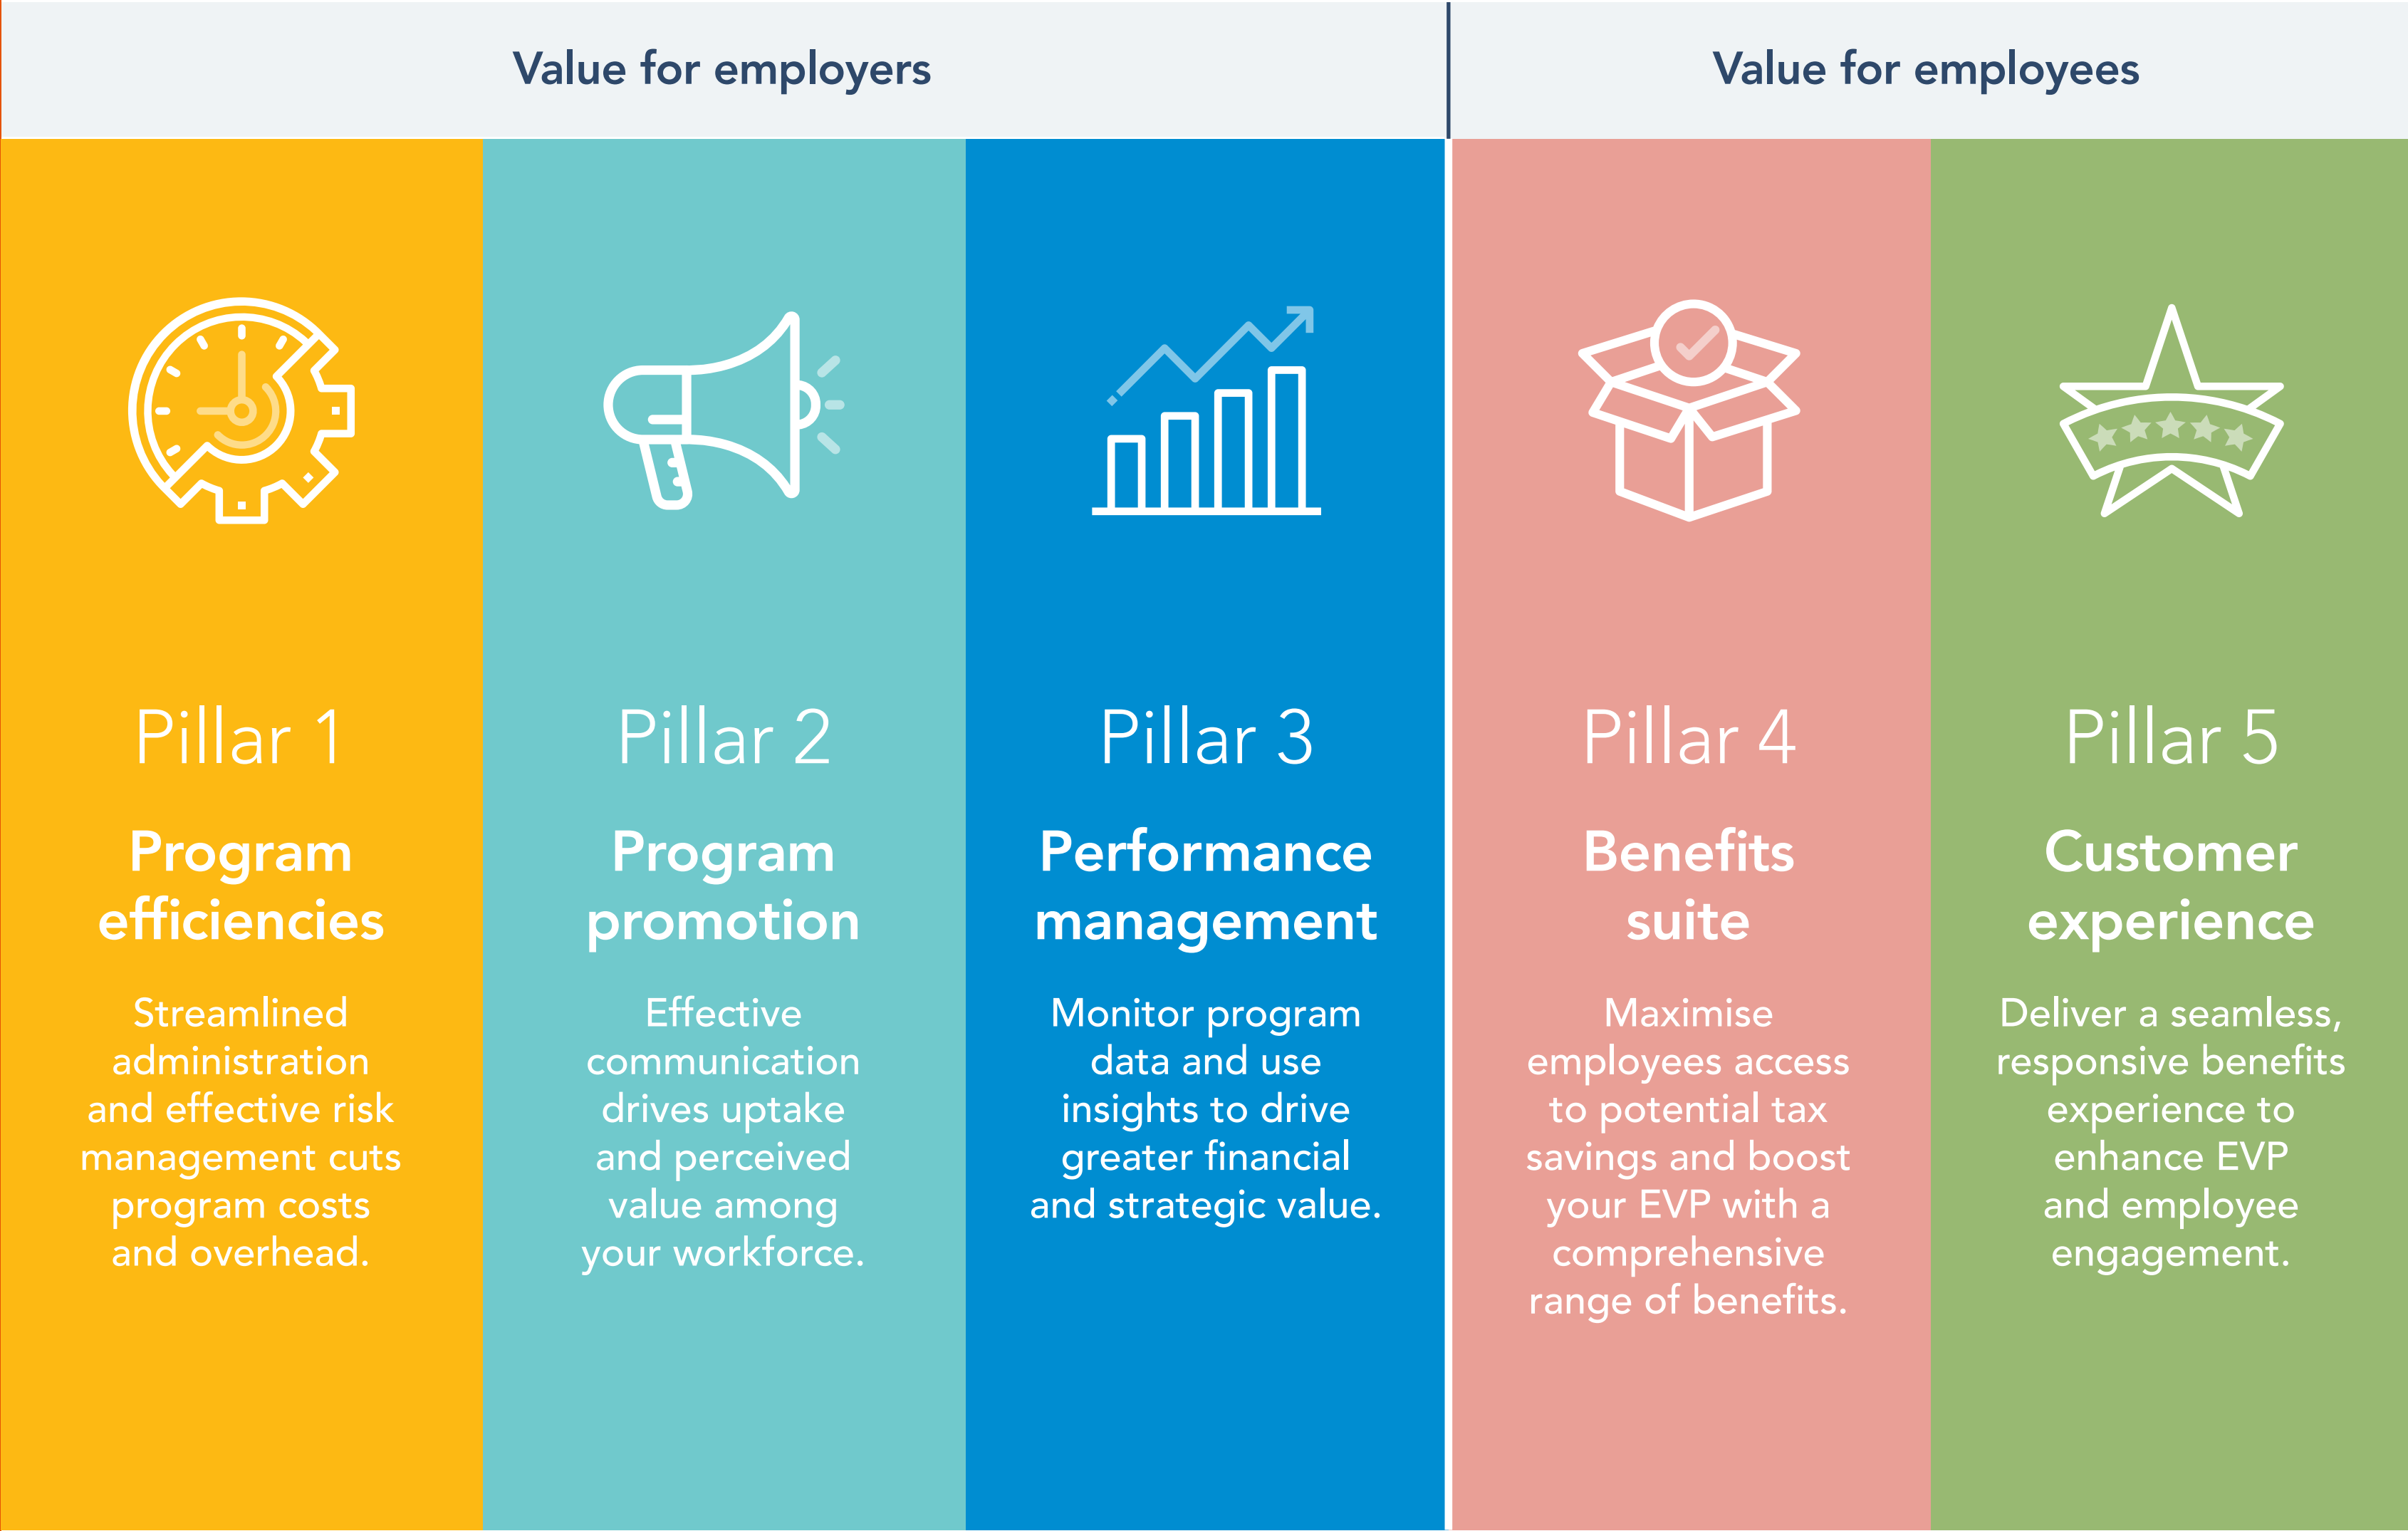 Value for employers
Value for employees
Pillar 1
Program
efficiencies
Streamlined
administration
and effective risk
management cuts
program costs
and overhead.
Pillar 2
Program
promotion
Effective
communication
drives uptake
and perceived
value among
your workforce.
Pillar 3
Performance
management
Monitor program
data and use
insights to drive
greater financial
and strategic value.
Pillar 4
Benefits
suite
Maximise
employees access
to potential tax
savings and boost
your EVP with a
comprehensive
range of benefits.
Pillar 5
Customer
experience
Deliver a seamless,
responsive benefits
experience to
enhance EVP
and employee
engagement.